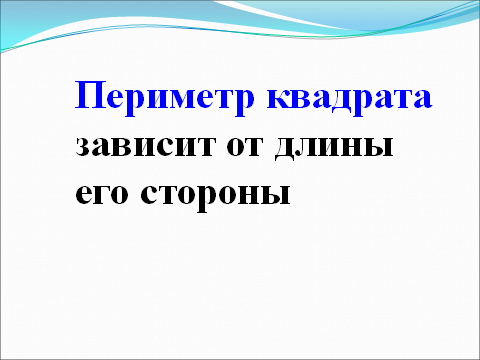 Периметр квадрата
зависит от длины
его стороны